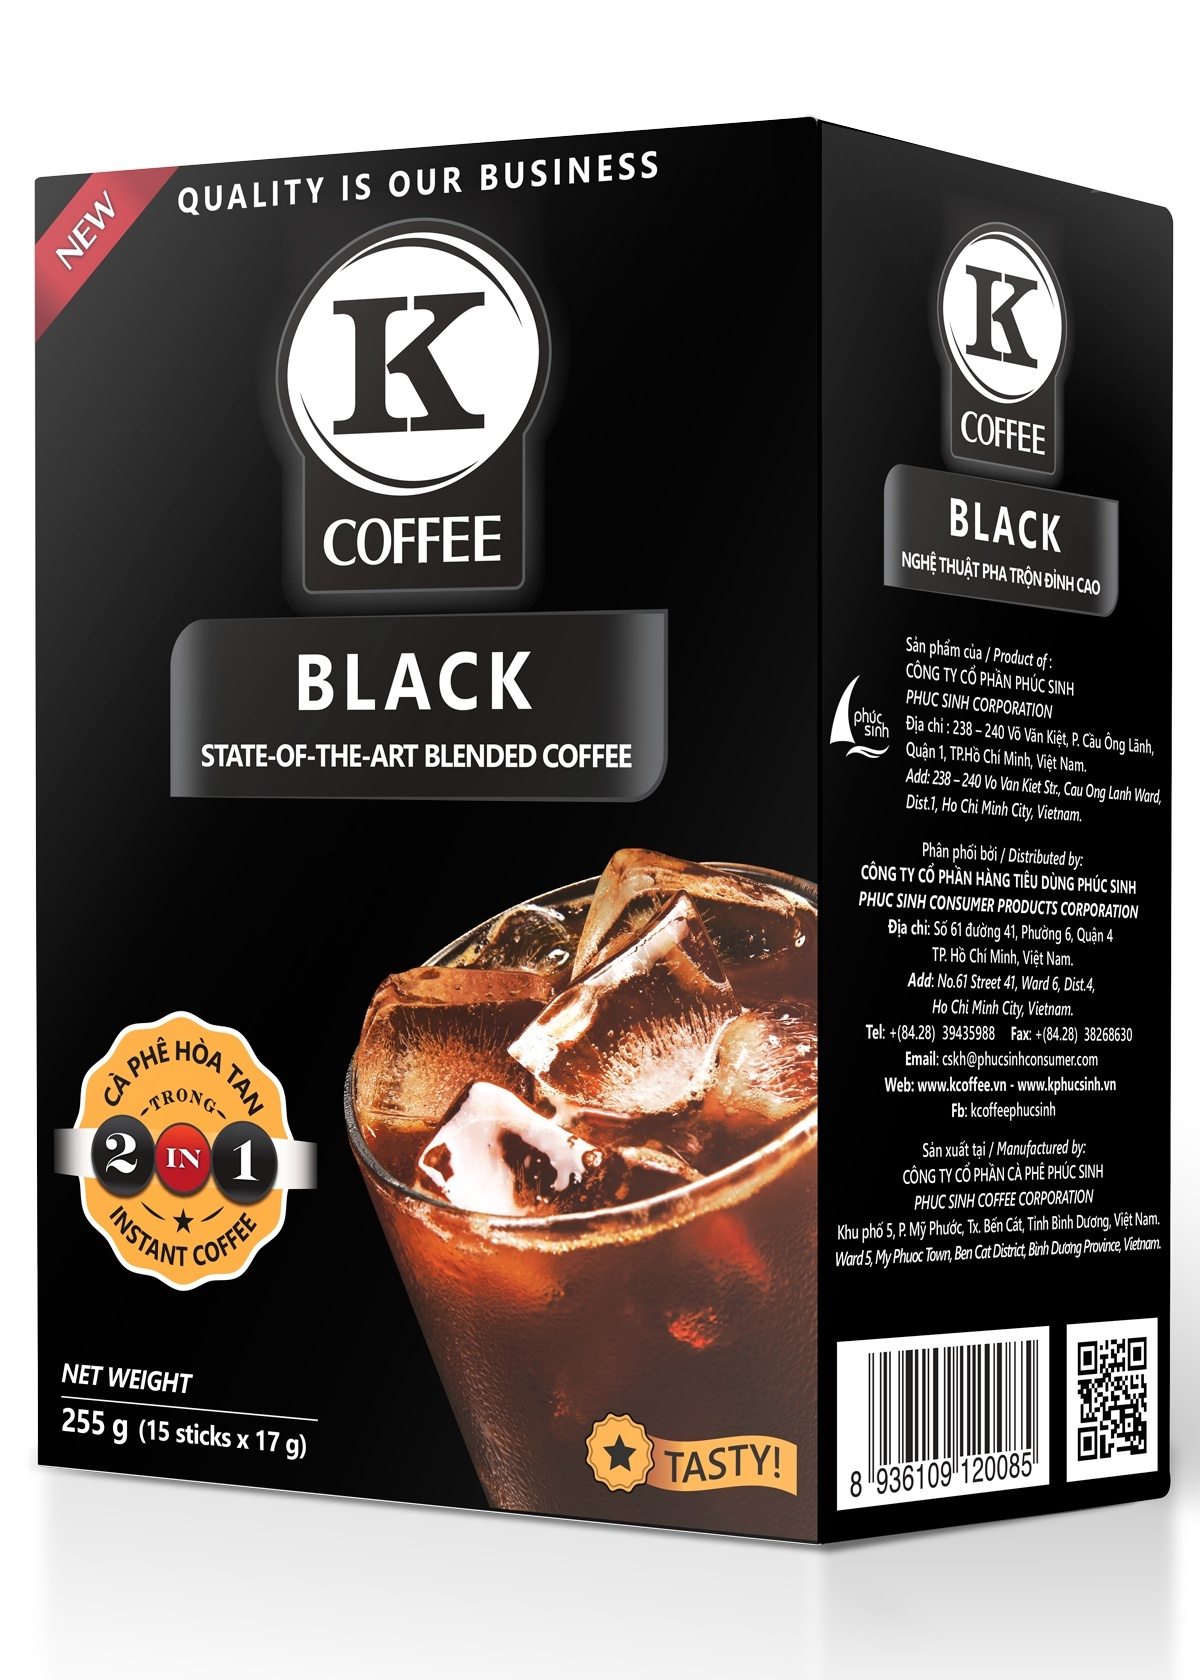 NEW
QUALITY IS OUR BUSINESS
K
COFFEE
BLACK
STATE-OF-THE-ART BLENDED COFFEE
CÀ PHÊ HÒA TAN
-TRONG-
2 IN 1
INSTANT COFFEE
NET WEIGHT
255 g (15 sticks x 17 g)
TASTY!
K
COFFEE
BLACK
NGHỆ THUẬT PHA TRỘN ĐỈNH CAO
phúc
sinh
Sản phẩm của / Product of :
CÔNG TY CỔ PHẦN PHÚC SINH
PHUC SINH CORPORATION
Địa chỉ : 238 – 240 Võ Văn Kiệt, P. Cầu Ông Lãnh,
Quận 1, TP.Hồ Chí Minh, Việt Nam.
Add: 238 – 240 Vo Van Kiet Str., Cau Ong Lanh Ward,
Dist.1, Ho Chi Minh City, Vietnam.
Phân phối bởi / Distributed by:
CÔNG TY CỔ PHẦN HÀNG TIÊU DÙNG PHÚC SINH
PHUC SINH CONSUMER PRODUCTS CORPORATION
Địa chỉ: Số 61 đường 41, Phường 6, Quận 4
TP. Hồ Chí Minh, Việt Nam.
Add: No.61 Street 41, Ward 6, Dist.4,
Ho Chi Minh City, Vietnam.
Tel: +(84.28) 39435988 Fax: +(84.28) 38268630
Email: cskh@phucsinhconsumer.com
Web: www.kcoffee.vn - www.kphucsinh.vn
Fb: kcoffeephucsinh
Sản xuất tại / Manufactured by:
CÔNG TY CỔ PHẦN CÀ PHÊ PHÚC SINH
PHUC SINH COFFEE CORPORATION
Khu phố 5, P. Mỹ Phước, Tx. Bến Cát, Tỉnh Bình Dương, Việt Nam.
Ward 5, My Phuoc Town, Ben Cat District, Binh Dương Province, Vietnam.
8 936109 120085